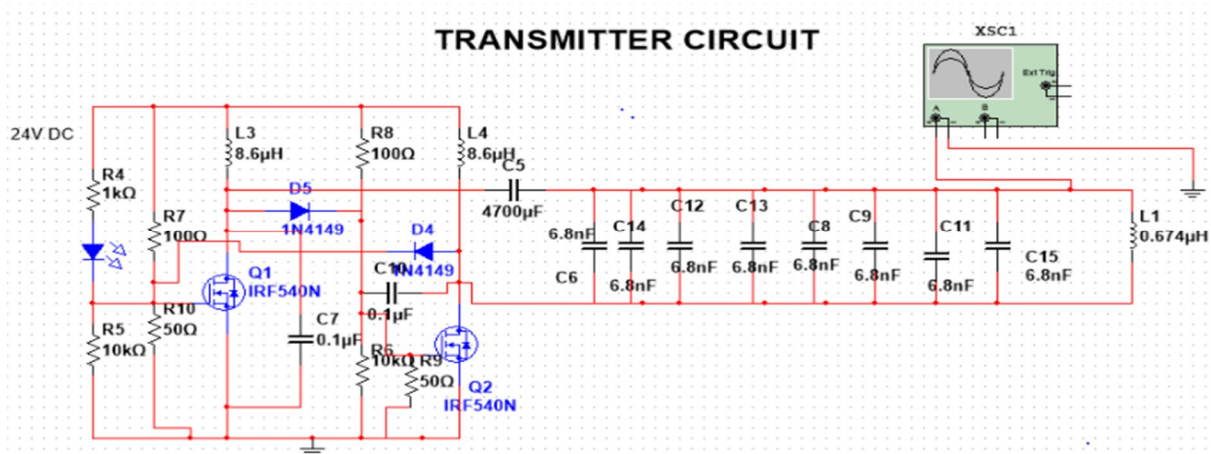 TRANSMITTER CIRCUIT
XSC1
Ext Trig
A
B
24V DC
R4
1kΩ
R7
100Ω
L3
8.6µH
D5
1N4149
R8
100Ω
L4
8.6µH
C5
4700µF
D4
1N4149
C10
0.1µF
Q1
IRF540N
R5
10kΩ
R10
50Ω
C7
0.1µF
R6
10kΩ
R9
50Ω
Q2
IRF540N
6.8nF
C6
C14
6.8nF
C12
6.8nF
C13
6.8nF
C8
6.8nF
C9
6.8nF
C11
6.8nF
C15
6.8nF
L1
0.674µH